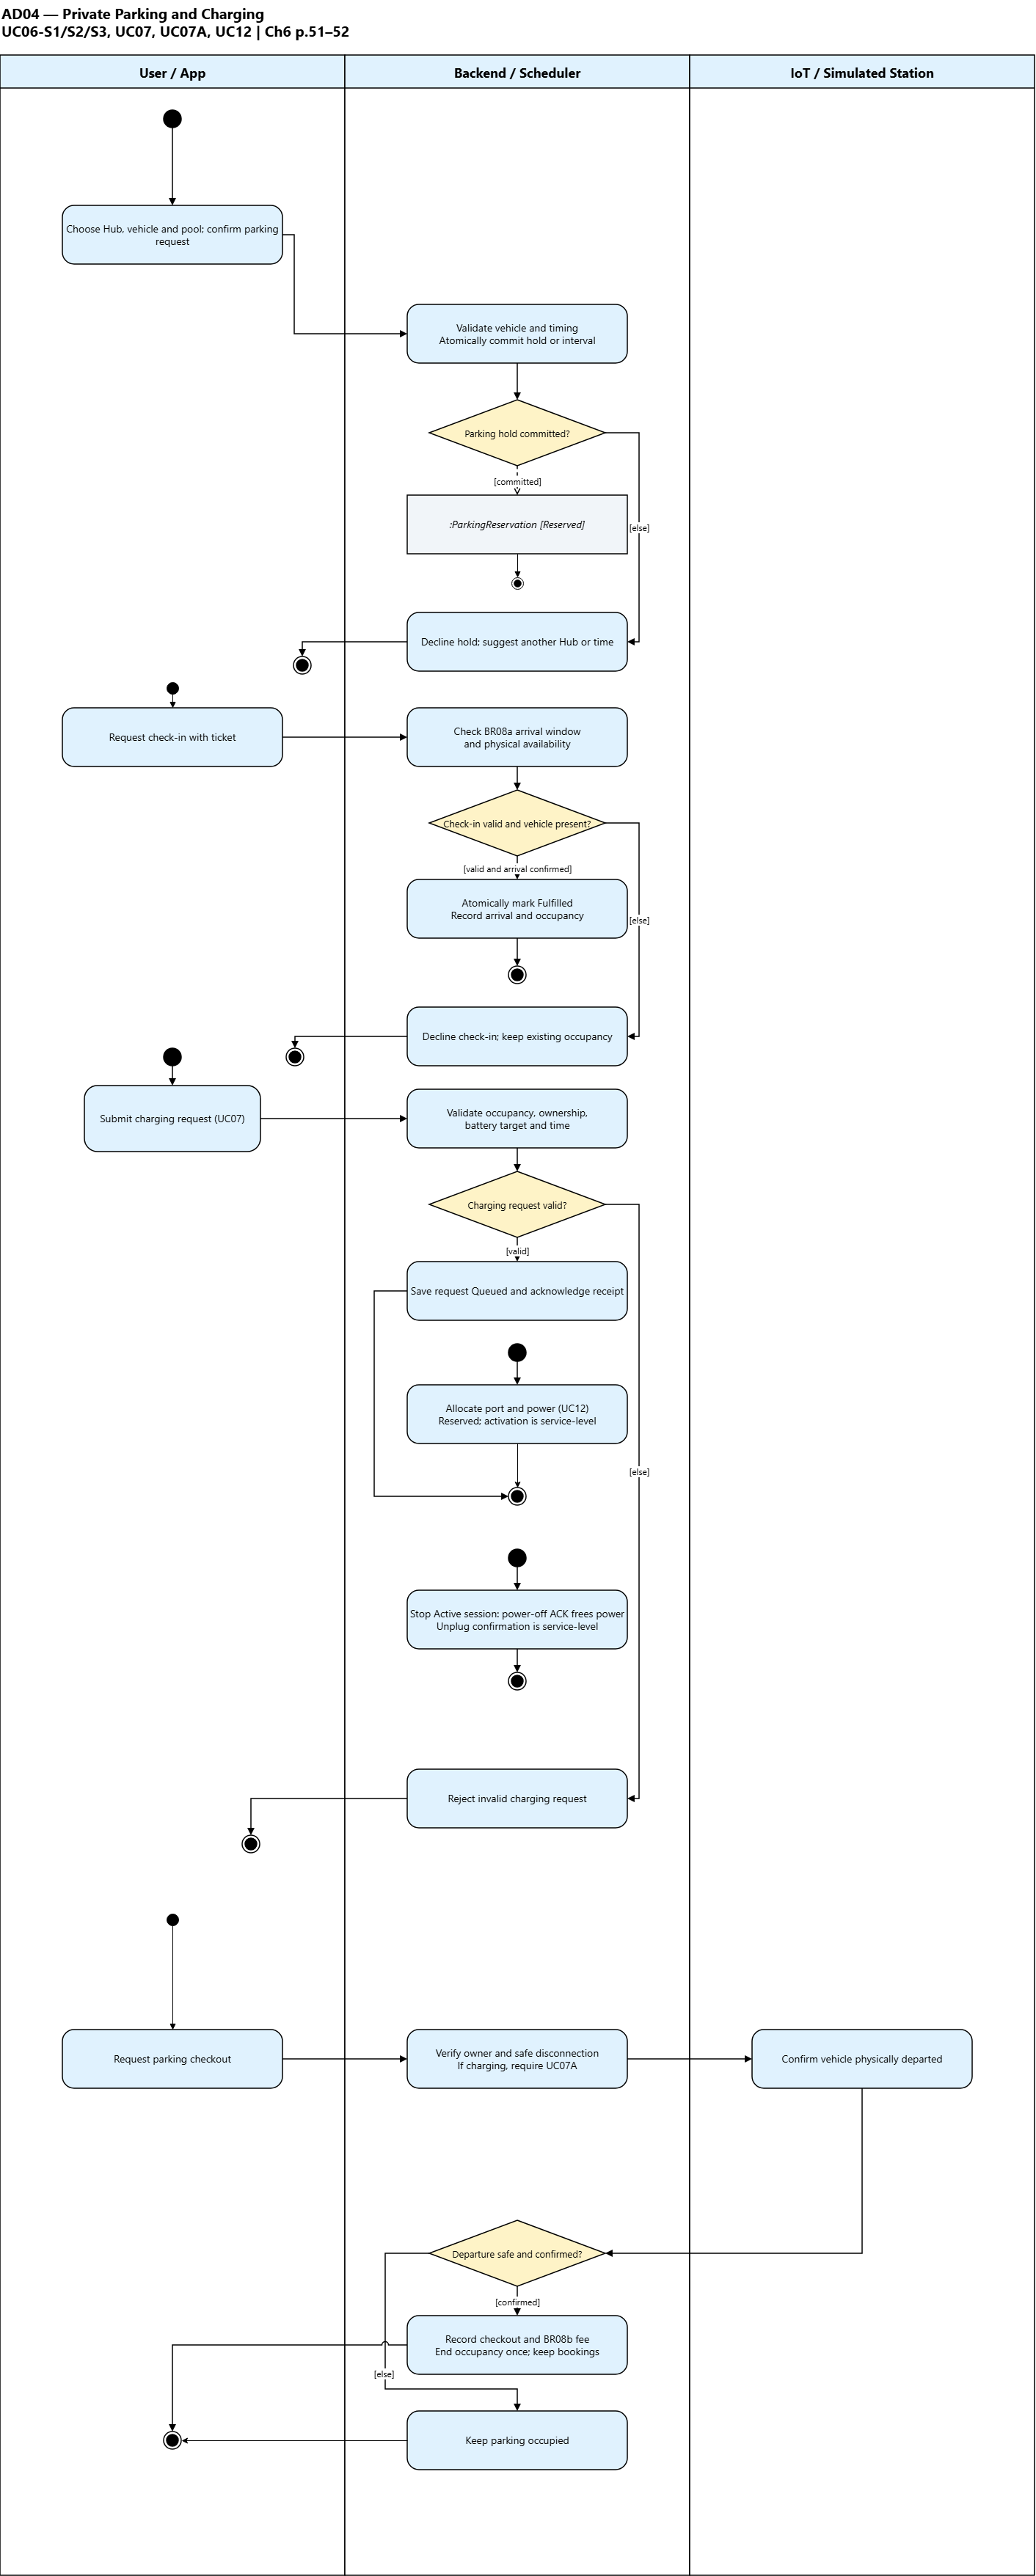 AD04 — Private Parking and Charging
UC06-S1/S2/S3, UC07, UC07A, UC12 | Ch6 p.51–52
User / App
Backend / Scheduler
IoT / Simulated Station
Choose Hub, vehicle and pool; confirm parking
request
Validate vehicle and timing
Atomically commit hold or interval
Parking hold committed?
[committed]
:ParkingReservation [Reserved]
[else]
Decline hold; suggest another Hub or time
Request check-in with ticket
Check BR08a arrival window
and physical availability
Check-in valid and vehicle present?
[valid and arrival confirmed]
Atomically mark Fulfilled
Record arrival and occupancy
[else]
Decline check-in; keep existing occupancy
Submit charging request (UC07)
Validate occupancy, ownership,
battery target and time
Charging request valid?
[valid]
Save request Queued and acknowledge receipt
Allocate port and power (UC12)
Reserved; activation is service-level
[else]
Stop Active session: power-off ACK frees power
Unplug confirmation is service-level
Reject invalid charging request
Request parking checkout
Verify owner and safe disconnection
If charging, require UC07A
Confirm vehicle physically departed
Departure safe and confirmed?
[confirmed]
Record checkout and BR08b fee
End occupancy once; keep bookings
[else]
Keep parking occupied